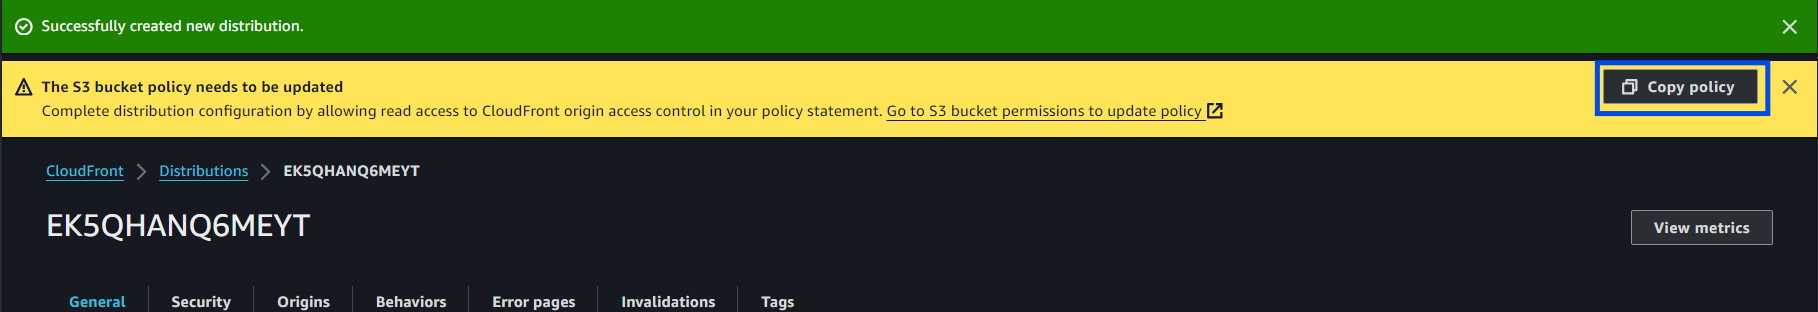 Successfully created new distribution.
The S3 bucket policy needs to be updated
Complete distribution configuration by allowing read access to CloudFront origin access control in your policy statement. Go to S3 bucket permissions to update policy
Copy policy
CloudFront > Distributions > EK5QHANQ6MEYT
EK5QHANQ6MEYT
View metrics
General Security Origins Behaviors Error pages Invalidations Tags